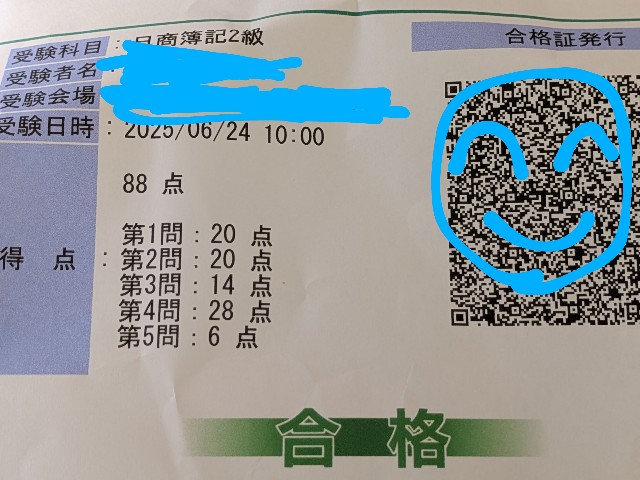 受験科目：日商簿記2級
合格証発行
受験者名：
受験会場
受験日時：2025/06/24 10:00
88 点
得 点 ：
第1問：20 点
第2問：20 点
第3問：14 点
第4問：28 点
第5問：6 点
合 格